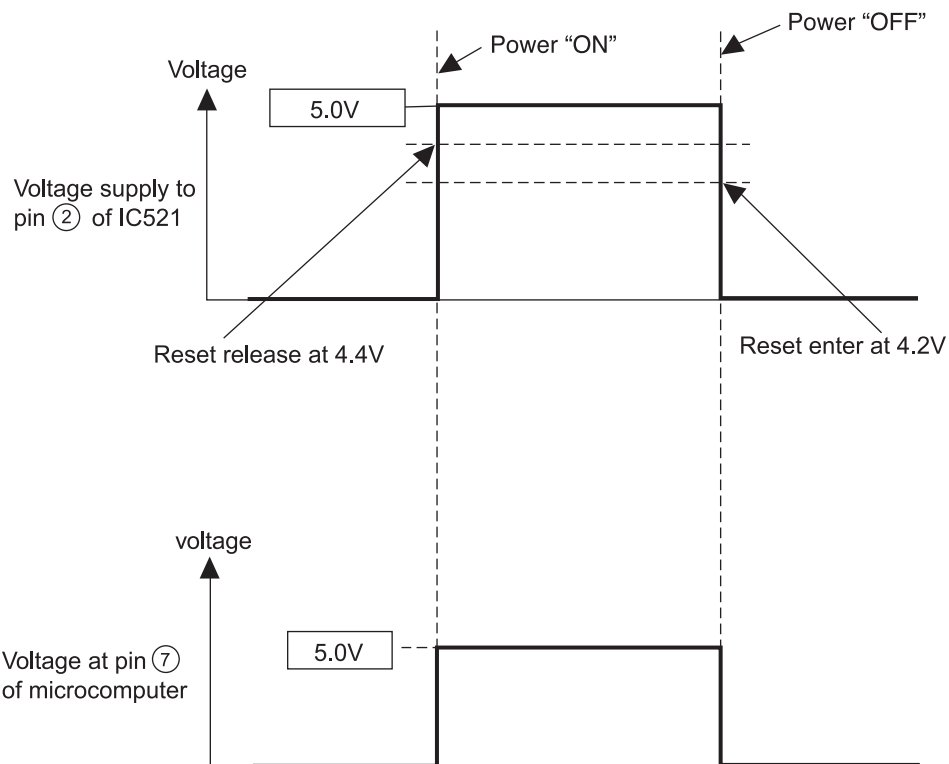 Power “OFF”
Power “ON”
Voltage
5.0V
Voltage supply to
pin ② of IC521
Reset release at 4.4V
Reset enter at 4.2V
voltage
5.0V
Voltage at pin ⑦
of microcomputer